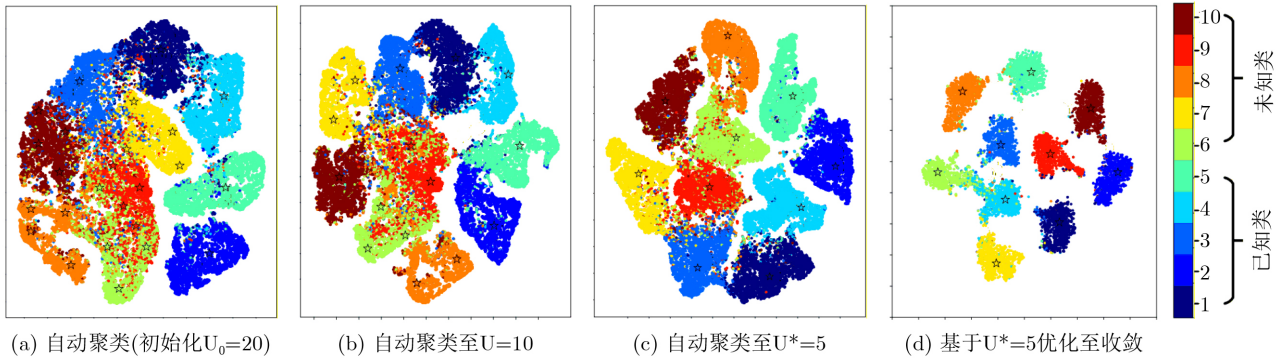 10
9
8
7
6
5
4
3
2
1
未知类
已知类
(a) 自动聚类(初始化U₀=20)
(b) 自动聚类至U=10
(c) 自动聚类至U*=5
(d) 基于U*=5优化至收敛